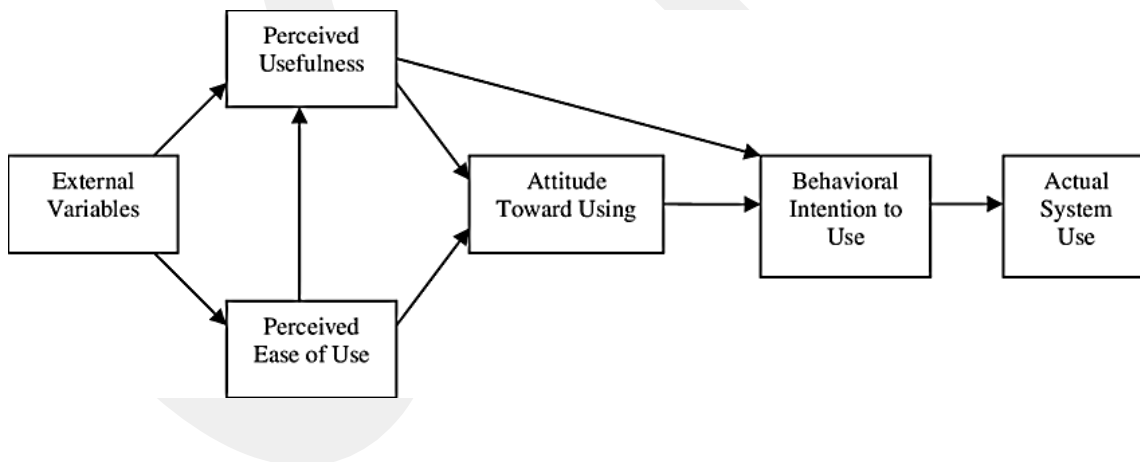 Perceived
Usefulness
External
Variables
Attitude
Toward Using
Behavioral
Intention to
Use
Actual
System
Use
Perceived
Ease of Use